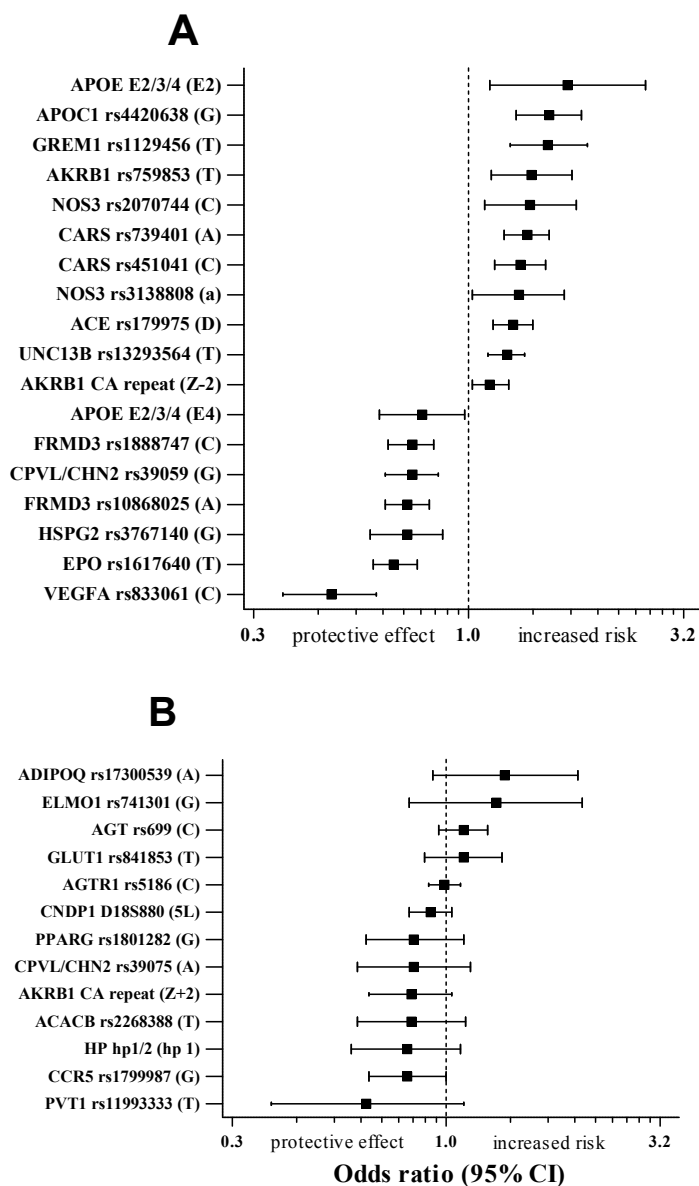 A
APOE E2/3/4 (E2)
APOC1 rs4420638 (G)
GREM1 rs1129456 (T)
AKRB1 rs759853 (T)
NOS3 rs2070744 (C)
CARS rs739401 (A)
CARS rs451041 (C)
NOS3 rs3138808 (a)
ACE rs179975 (D)
UNC13B rs13293564 (T)
AKRB1 CA repeat (Z-2)
APOE E2/3/4 (E4)
FRMD3 rs1888747 (C)
CPVL/CHN2 rs39059 (G)
FRMD3 rs10868025 (A)
HSPG2 rs3767140 (G)
EPO rs1617640 (T)
VEGFA rs833061 (C)
0.3 protective effect 1.0 increased risk 3.2
B
ADIPOQ rs17300539 (A)
ELMO1 rs741301 (G)
AGT rs699 (C)
GLUT1 rs841853 (T)
AGTR1 rs5186 (C)
CNDP1 D18S880 (5L)
PPARG rs1801282 (G)
CPVL/CHN2 rs39075 (A)
AKRB1 CA repeat (Z+2)
ACACB rs2268388 (T)
HP hp1/2 (hp 1)
CCR5 rs1799987 (G)
PVT1 rs11993333 (T)
0.3 protective effect 1.0 increased risk 3.2
Odds ratio (95% CI)